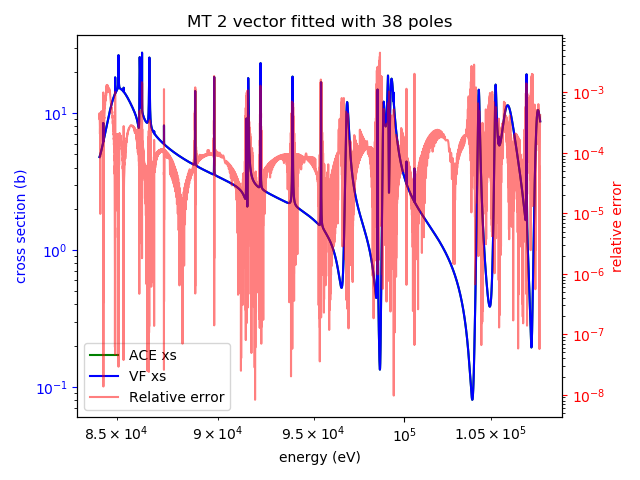 MT 2 vector fitted with 38 poles
cross section (b)
10¹
10⁰
10⁻¹
ACE xs
VF xs
Relative error
10⁻³
10⁻⁴
10⁻⁵
10⁻⁶
10⁻⁷
10⁻⁸
relative error
8.5 × 10⁴ 9 × 10⁴ 9.5 × 10⁴ 10⁵ 1.05 × 10⁵
energy (eV)